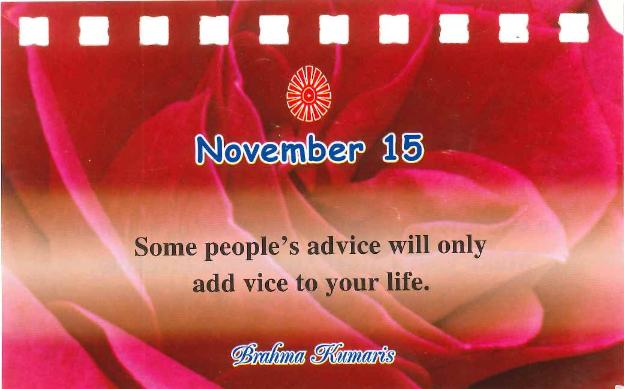 November 15
Some people's advice will only
add vice to your life.
Brahma Kumaris